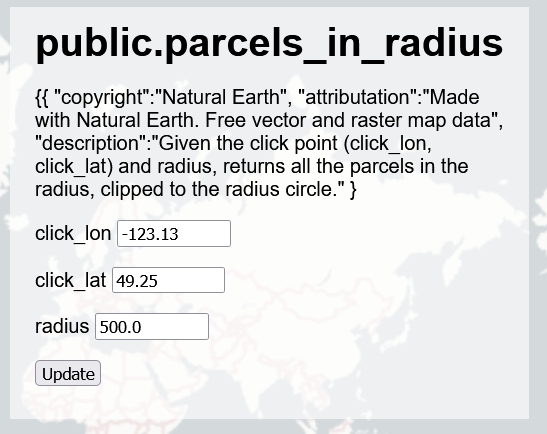 public.parcels_in_radius
{{ "copyright":"Natural Earth", "attributation":"Made
with Natural Earth. Free vector and raster map data",
"description":"Given the click point (click_lon,
click_lat) and radius, returns all the parcels in the
radius, clipped to the radius circle." }
click_lon -123.13
click_lat 49.25
radius 500.0
Update